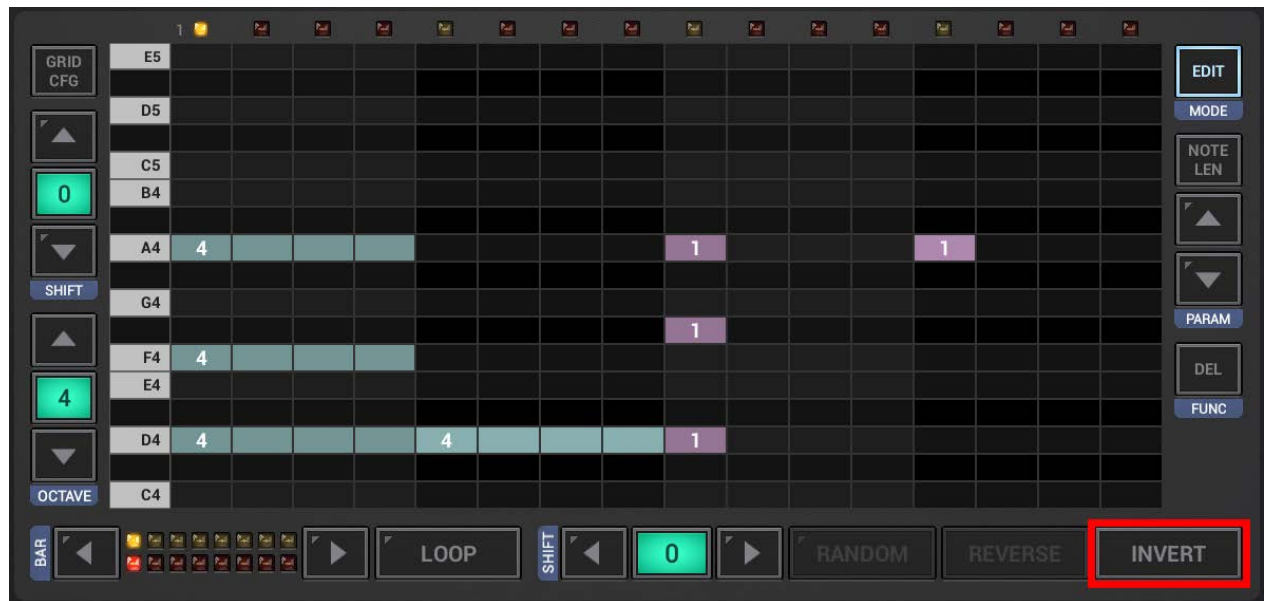 1
GRID
CFG
E5
EDIT
D5
MODE
C5
NOTE
LEN
0
B4
A4 4 1 1
SHIFT
G4
1
PARAM
F4 4
DEL
4
E4
FUNC
D4 4 4 1
OCTAVE
C4
BAR
LOOP
SHIFT
0
RANDOM
REVERSE
INVERT